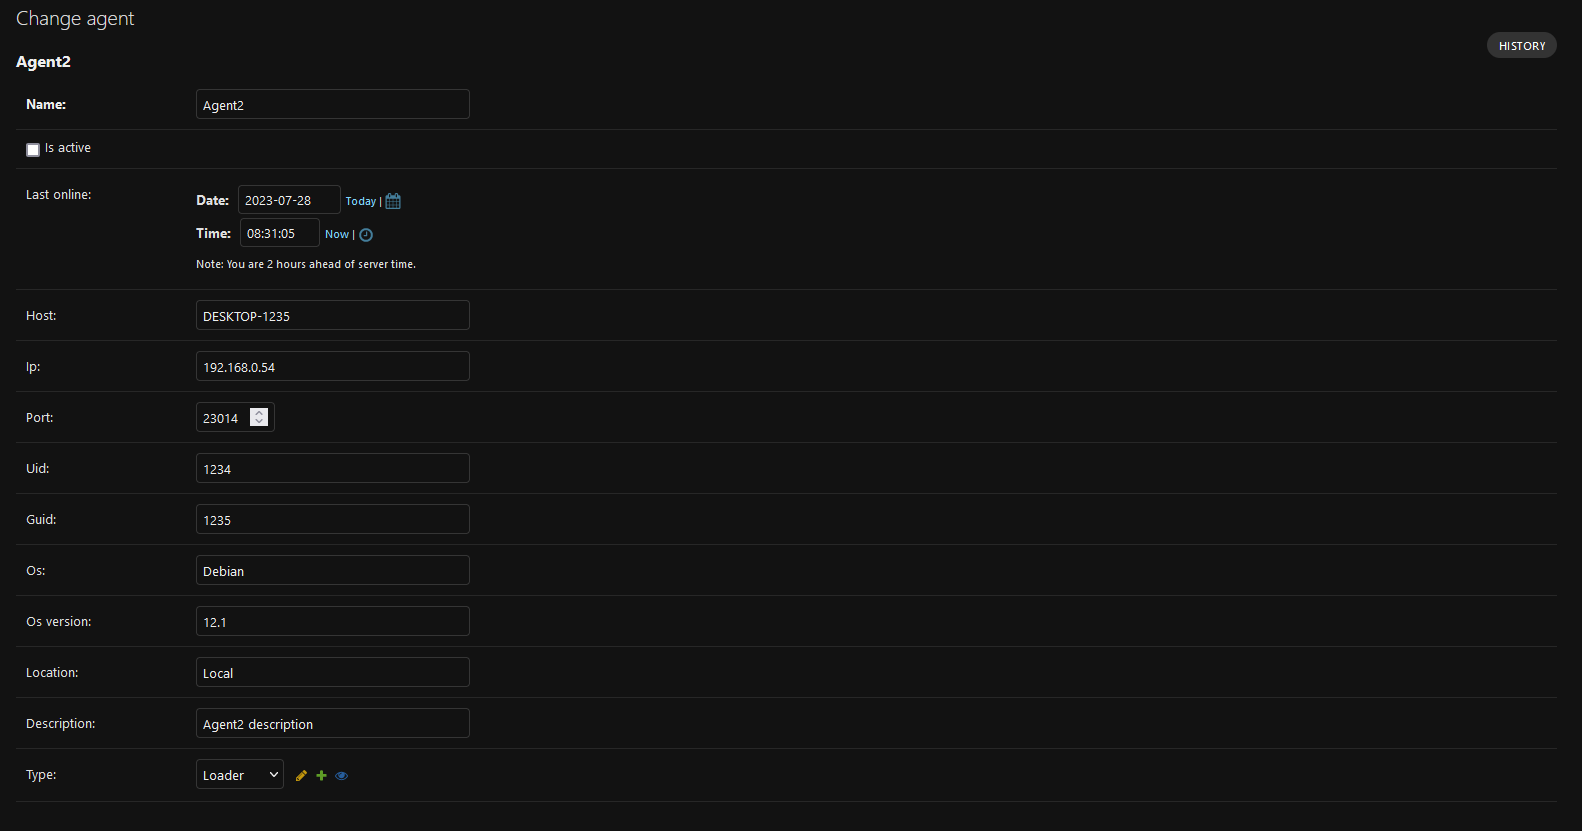 Change agent
HISTORY
Agent2
Name: Agent2
Is active
Last online:
Date: 2023-07-28 Today |
Time: 08:31:05 Now |
Note: You are 2 hours ahead of server time.
Host: DESKTOP-1235
Ip: 192.168.0.54
Port: 23014
Uid: 1234
Guid: 1235
Os: Debian
Os version: 12.1
Location: Local
Description: Agent2 description
Type: Loader